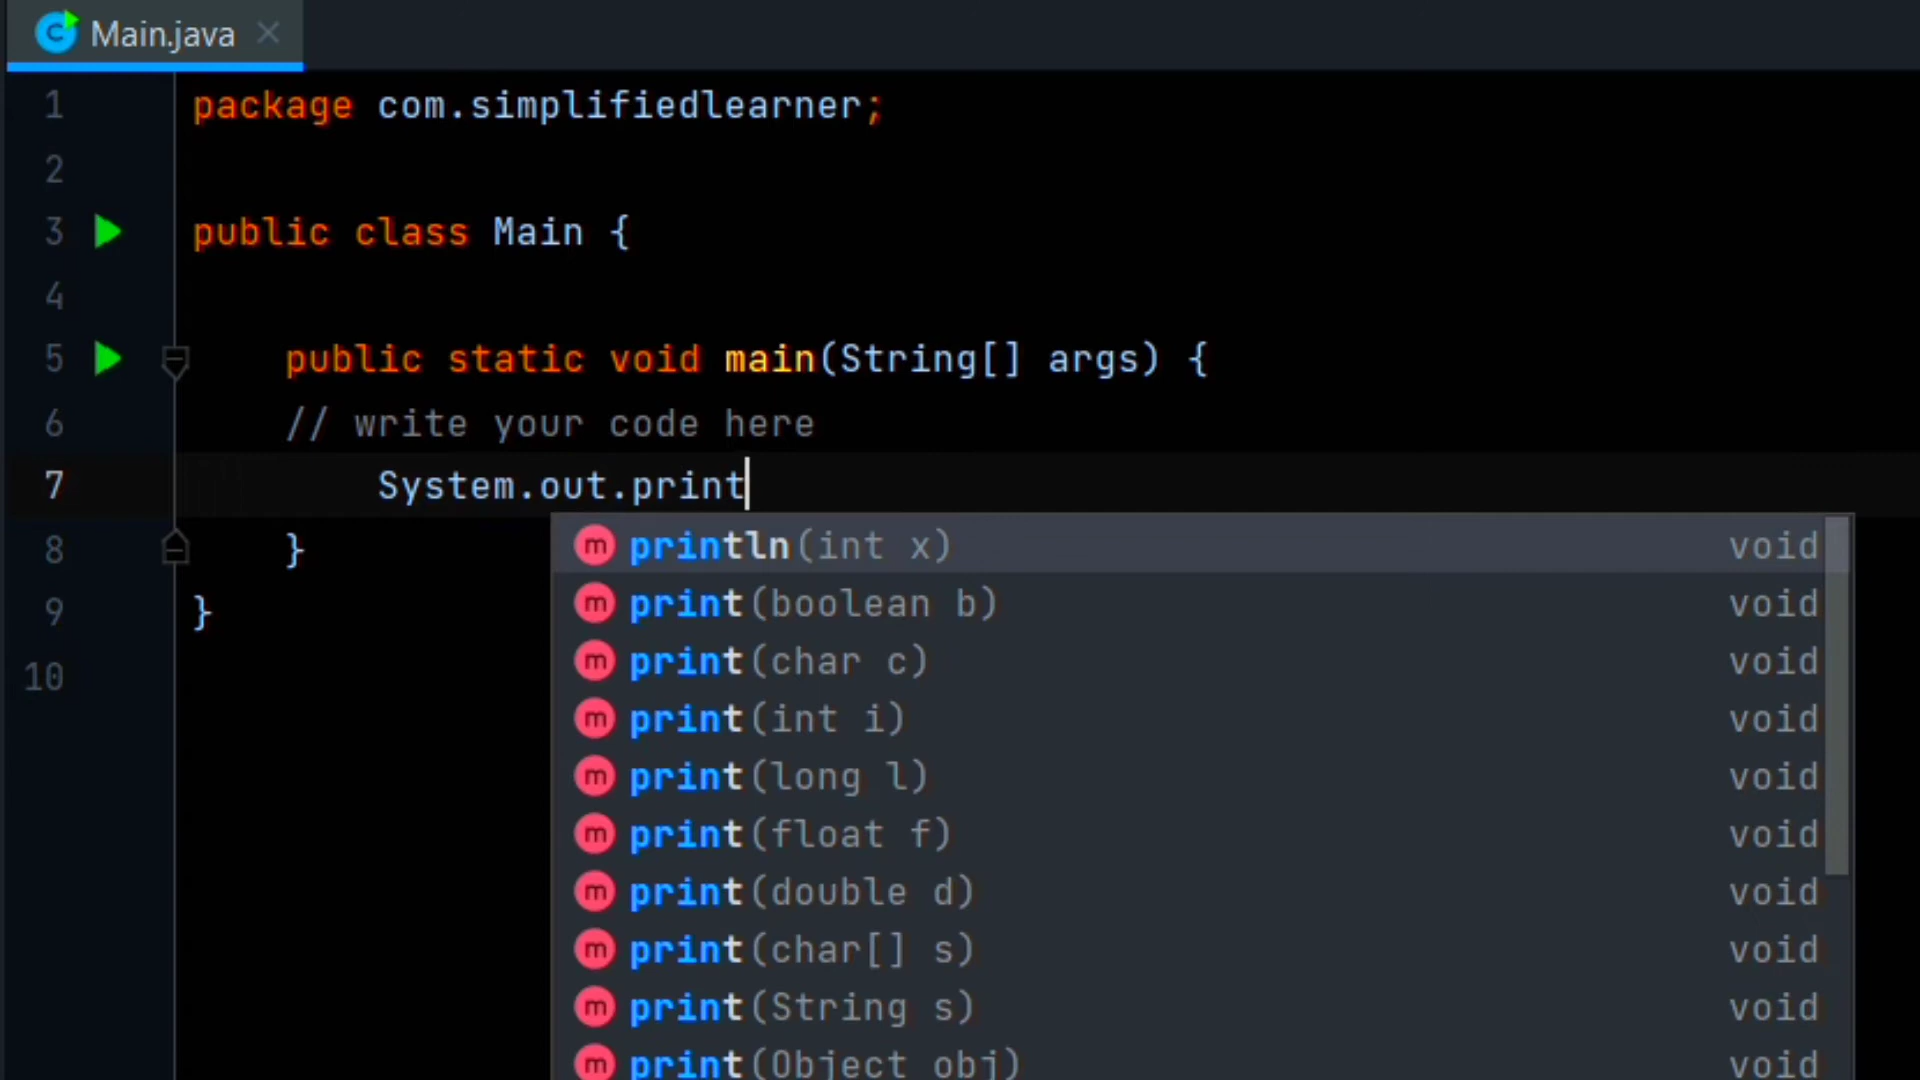 Main.java
1 package com.simplifiedlearner;
2
3 public class Main {
4
5 public static void main(String[] args) {
6 // write your code here
7 System.out.print
8 }
9 }
10
m println(int x) void
m print(boolean b) void
m print(char c) void
m print(int i) void
m print(long l) void
m print(float f) void
m print(double d) void
m print(char[] s) void
m print(String s) void
m print(Object obj) void